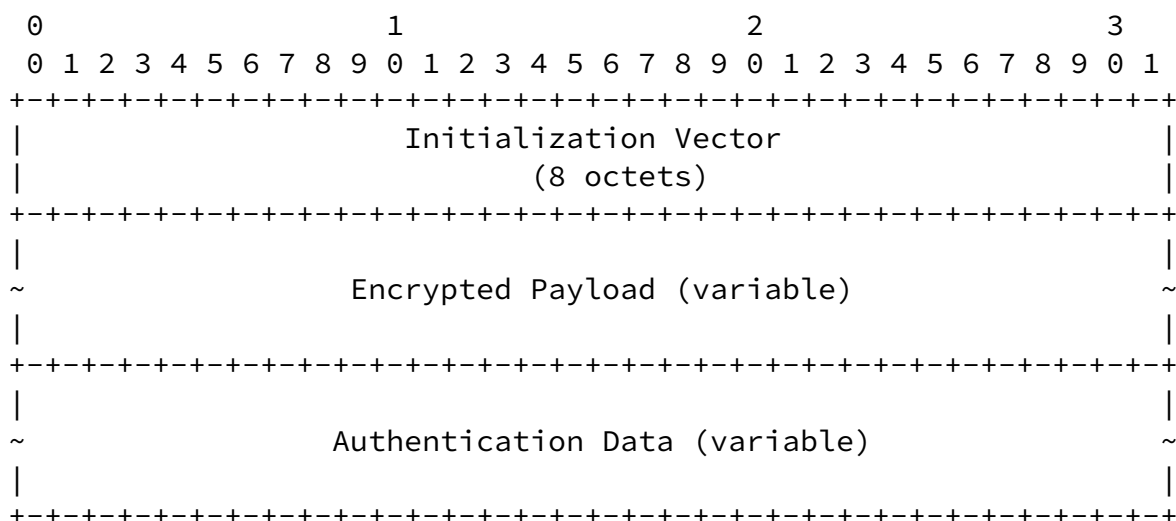 0                   1                   2                   3
 0 1 2 3 4 5 6 7 8 9 0 1 2 3 4 5 6 7 8 9 0 1 2 3 4 5 6 7 8 9 0 1
+-+-+-+-+-+-+-+-+-+-+-+-+-+-+-+-+-+-+-+-+-+-+-+-+-+-+-+-+-+-+-+-+
|                     Initialization Vector                     |
|                            (8 octets)                         |
+-+-+-+-+-+-+-+-+-+-+-+-+-+-+-+-+-+-+-+-+-+-+-+-+-+-+-+-+-+-+-+-+
|                                                               |
~                  Encrypted Payload (variable)                 ~
|                                                               |
+-+-+-+-+-+-+-+-+-+-+-+-+-+-+-+-+-+-+-+-+-+-+-+-+-+-+-+-+-+-+-+-+
|                                                               |
~                 Authentication Data (variable)                ~
|                                                               |
+-+-+-+-+-+-+-+-+-+-+-+-+-+-+-+-+-+-+-+-+-+-+-+-+-+-+-+-+-+-+-+-+